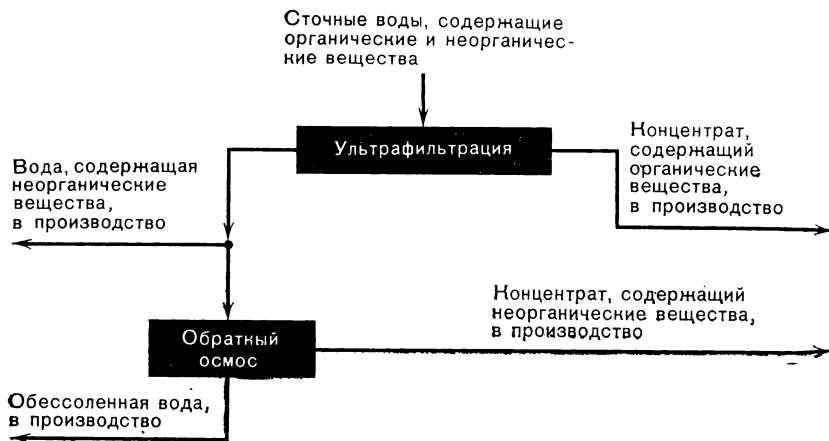 Сточные воды, содержащие
органические и неорганичес-
кие вещества
Ультрафильтрация
Концентрат,
содержащий
органические
вещества,
в производство
Вода, содержащая
неорганические
вещества,
в производство
Концентрат, содержащий
неорганические вещества,
в производство
Обратный
осмос
Обессоленная вода,
в производство